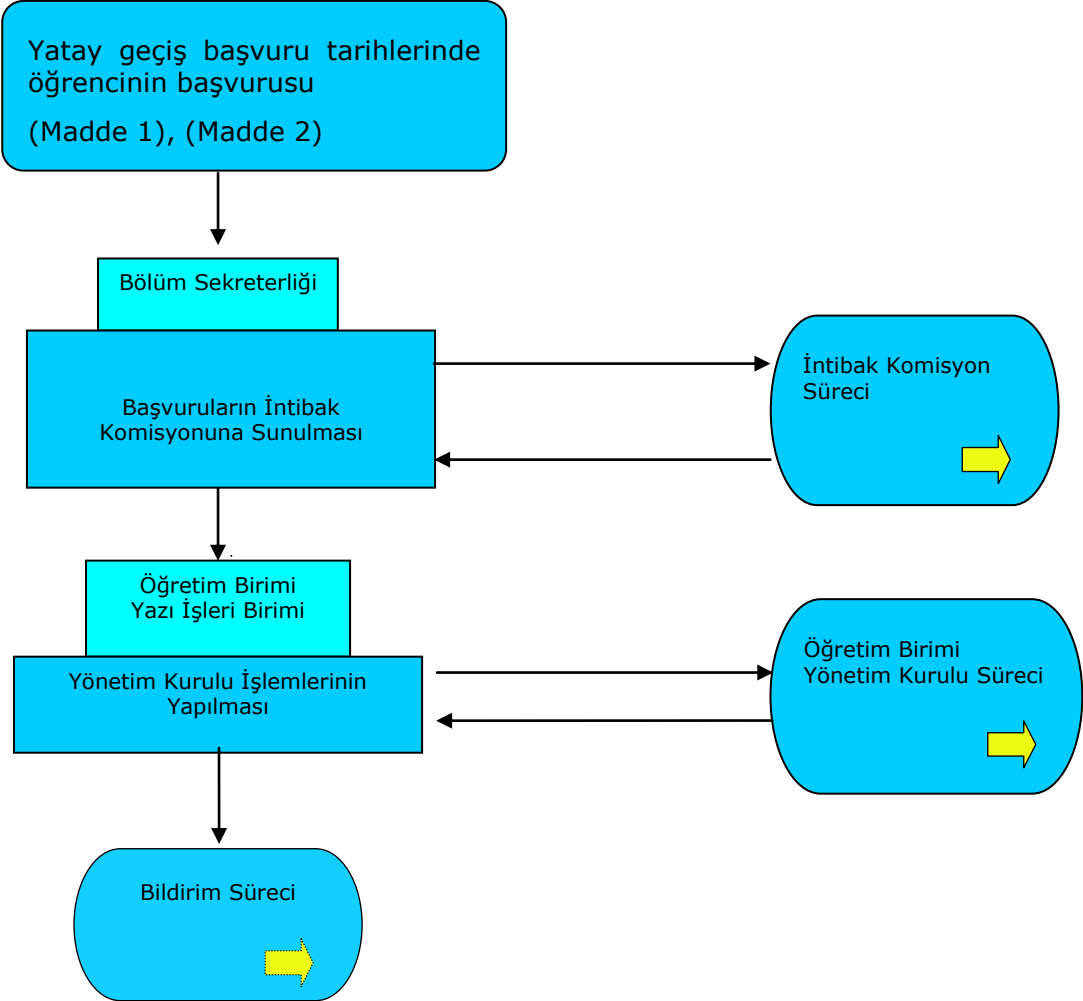 Yatay geçiş başvuru tarihlerinde
öğrencinin başvurusu
(Madde 1), (Madde 2)
Bölüm Sekreterliği
Başvuruların İntibak
Komisyonuna Sunulması
İntibak Komisyon
Süreci
Öğretim Birimi
Yazı İşleri Birimi
Yönetim Kurulu İşlemlerinin
Yapılması
Öğretim Birimi
Yönetim Kurulu Süreci
Bildirim Süreci